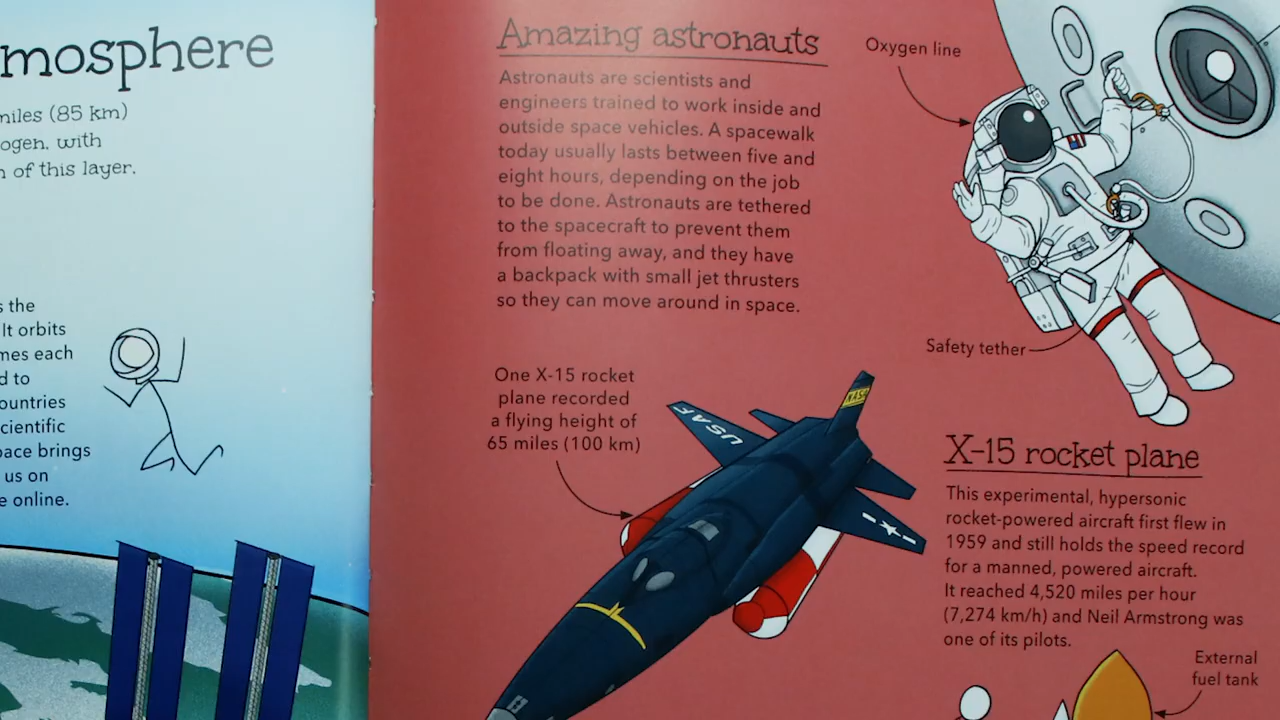 mosphere
miles (85 km)
ogen, with
n of this layer.
s the
It orbits
mes each
d to
ountries
cientific
pace brings
us on
e online.
Amazing astronauts
Astronauts are scientists and
engineers trained to work inside and
outside space vehicles. A spacewalk
today usually lasts between five and
eight hours, depending on the job
to be done. Astronauts are tethered
to the spacecraft to prevent them
from floating away, and they have
a backpack with small jet thrusters
so they can move around in space.
Oxygen line
Safety tether
One X-15 rocket
plane recorded
a flying height of
65 miles (100 km)
USAF
NASA
X-15 rocket plane
This experimental, hypersonic
rocket-powered aircraft first flew in
1959 and still holds the speed record
for a manned, powered aircraft.
It reached 4,520 miles per hour
(7,274 km/h) and Neil Armstrong was
one of its pilots.
External
fuel tank